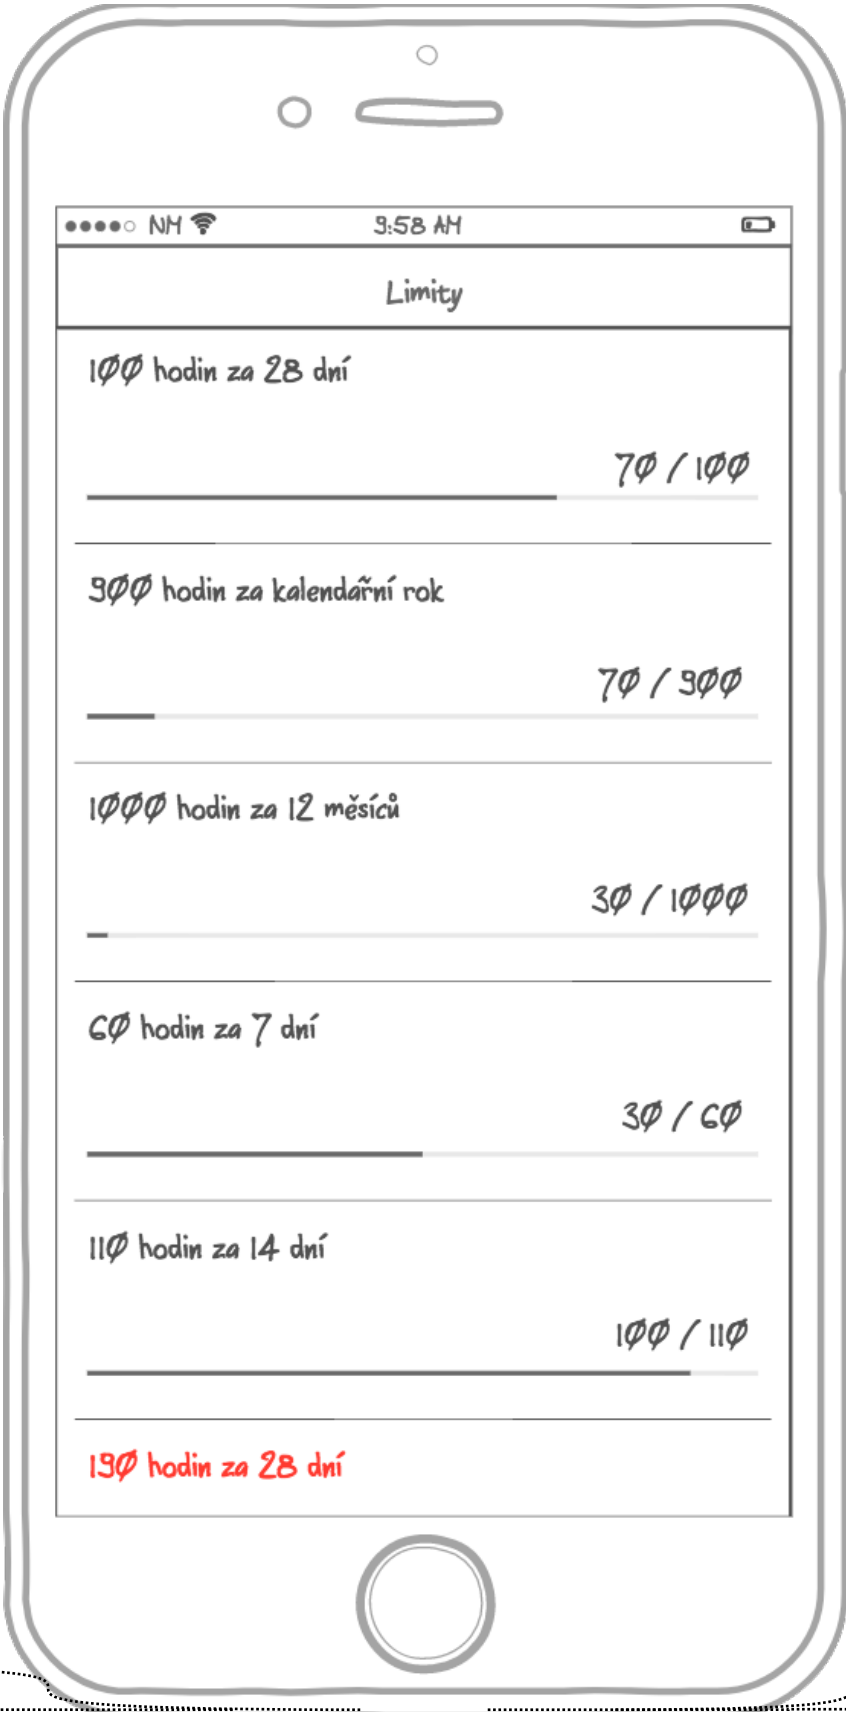 NM 9:58 AM
Limity
100 hodin za 28 dní
70 / 100
900 hodin za kalendařní rok
70 / 900
1000 hodin za 12 měsíců
30 / 1000
60 hodin za 7 dní
30 / 60
110 hodin za 14 dní
100 / 110
190 hodin za 28 dní